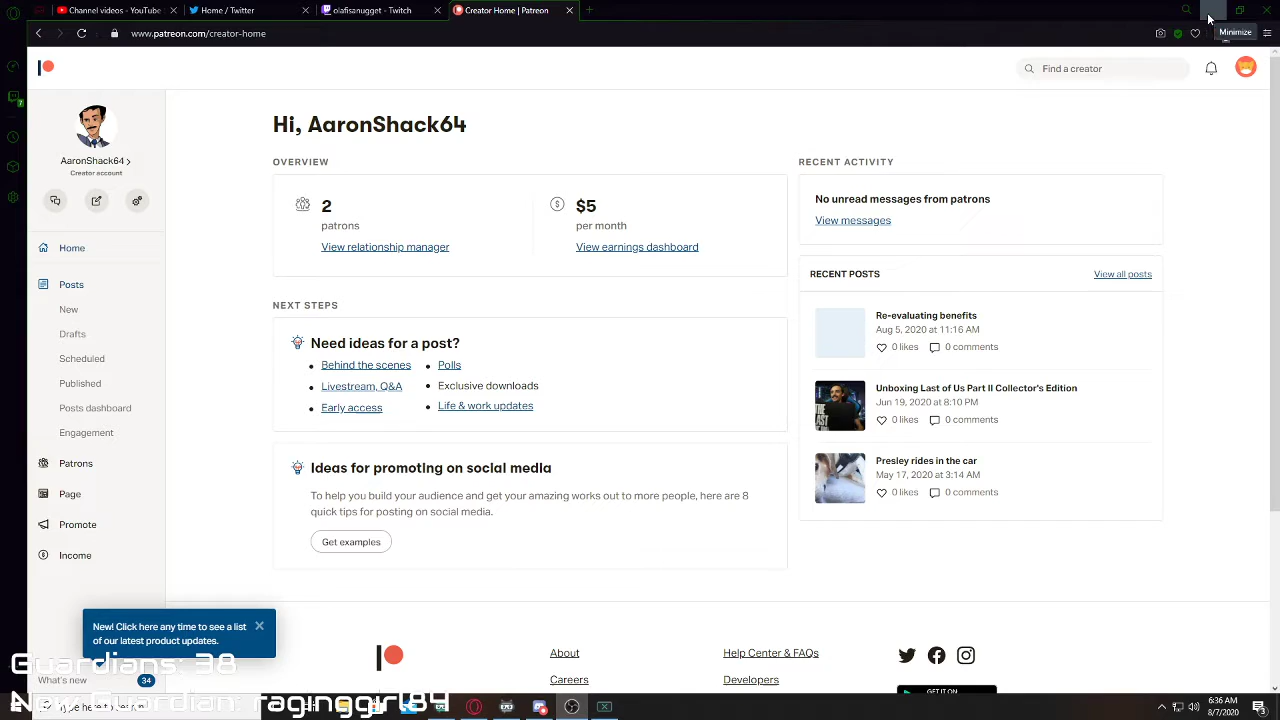 Channel videos - YouTube
Home / Twitter
olafisanugget - Twitch
Creator Home | Patreon
www.patreon.com/creator-home
Minimize
Find a creator
AaronShack64
Creator account
Home
Posts
New
Drafts
Scheduled
Published
Posts dashboard
Engagement
Patrons
Page
Promote
Income
Hi, AaronShack64
OVERVIEW
2
patrons
View relationship manager
$5
per month
View earnings dashboard
NEXT STEPS
Need ideas for a post?
Behind the scenes
Livestream, Q&A
Early access
Polls
Exclusive downloads
Life & work updates
Ideas for promoting on social media
To help you build your audience and get your amazing works out to more people, here are 8
quick tips for posting on social media.
Get examples
RECENT ACTIVITY
No unread messages from patrons
View messages
RECENT POSTS
View all posts
Re-evaluating benefits
Aug 5, 2020 at 11:16 AM
0 likes 0 comments
Unboxing Last of Us Part II Collector's Edition
Jun 19, 2020 at 8:10 PM
0 likes 0 comments
Presley rides in the car
May 17, 2020 at 3:14 AM
0 likes 0 comments
New! Click here any time to see a list
of our latest product updates.
Guardians: 38
What's new 34
New Guardian raginggirl84
About
Careers
Help Center & FAQs
Developers
GET IT ON
6:36 AM
8/7/2020